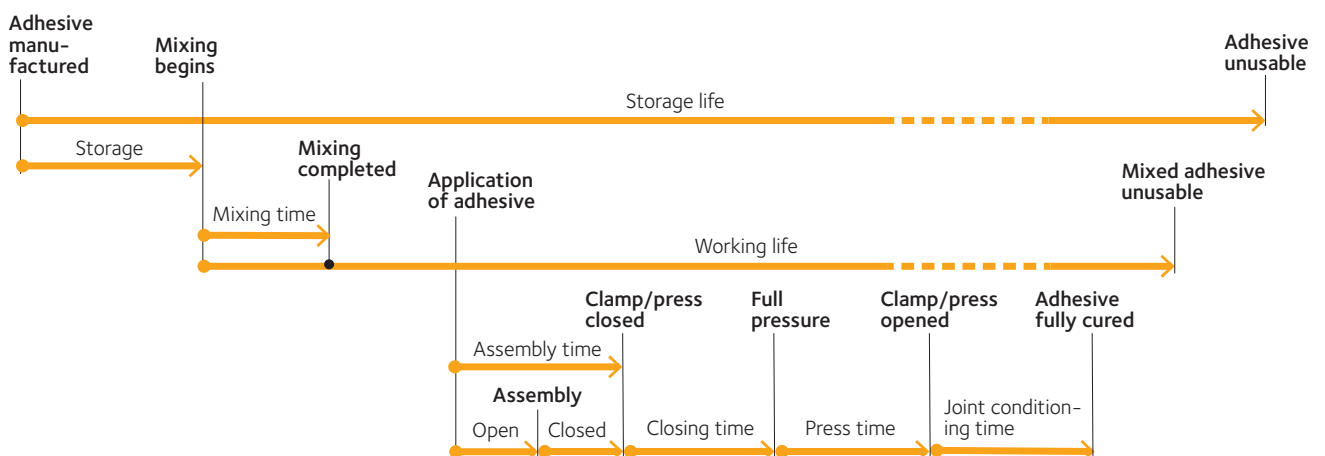 Adhesive
manu-
factured
Mixing
begins
Adhesive
unusable
Storage life
Storage
Mixing
completed
Application
of adhesive
Mixed adhesive
unusable
Mixing time
Working life
Clamp/press
closed
Full
pressure
Clamp/press
opened
Adhesive
fully cured
Assembly time
Assembly
Open
Closed
Closing time
Press time
Joint condition-
ing time